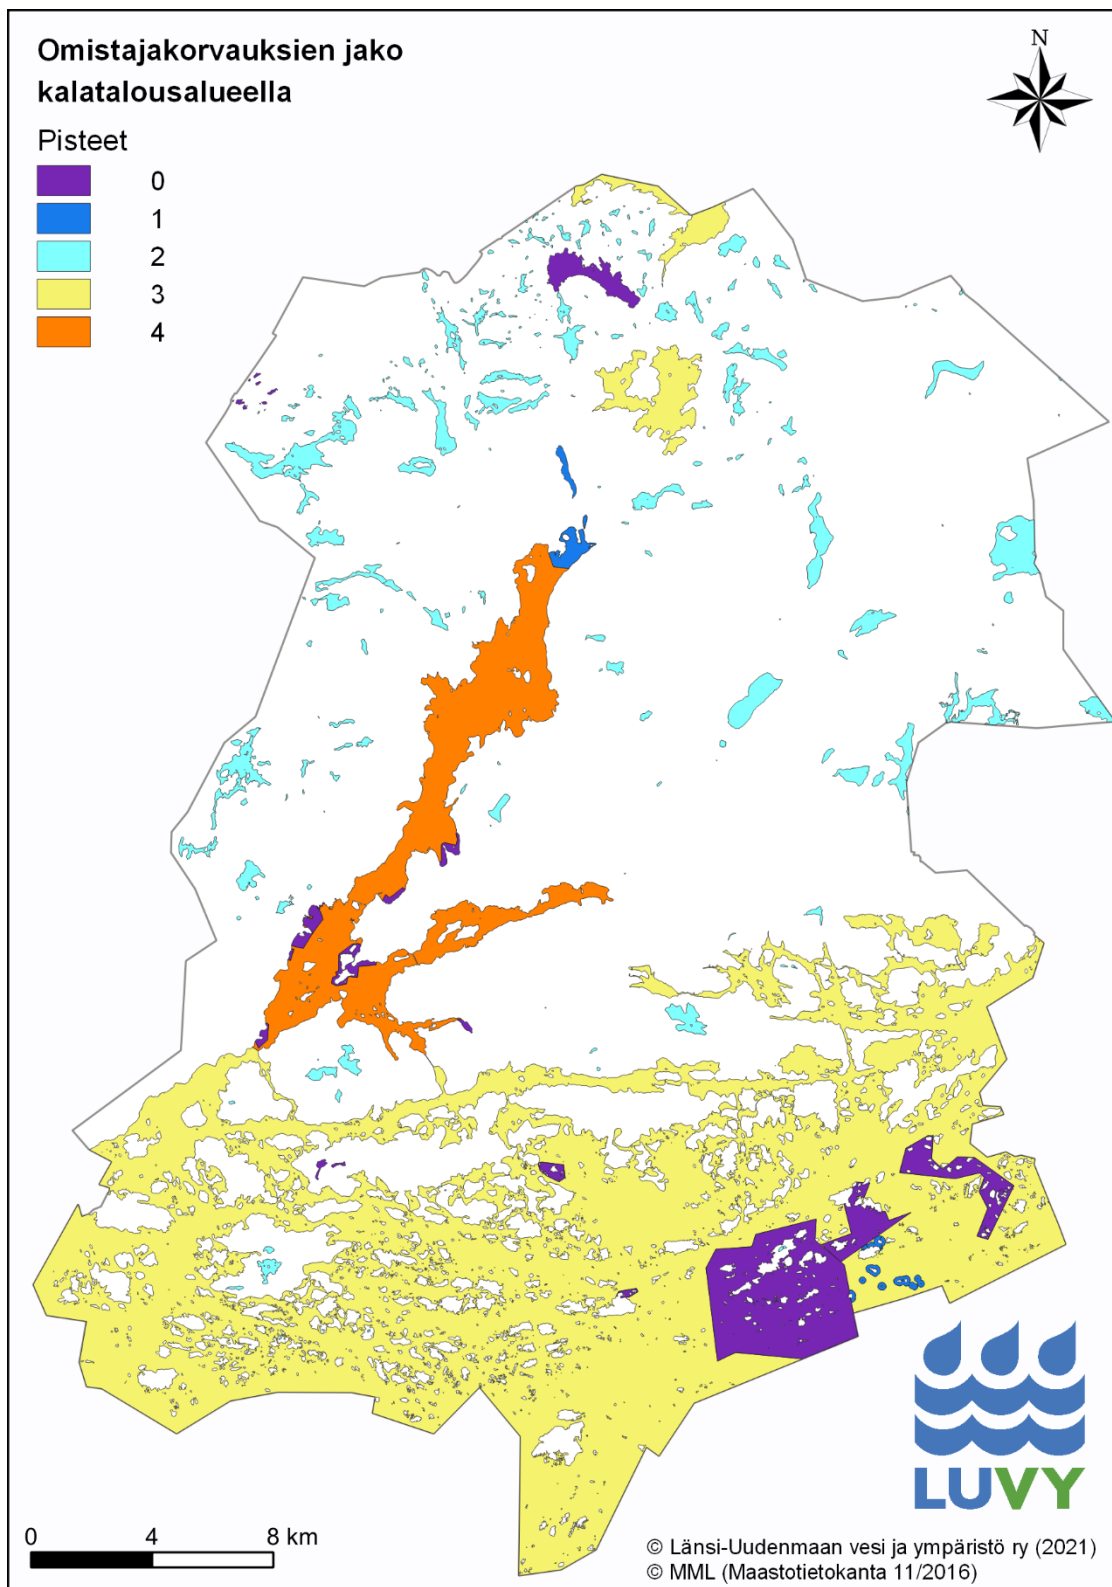 Omistajakorvauksien jako
kalatalousalueella
Pisteet
0
1
2
3
4
N
LUVY
0 4 8 km
© Länsi-Uudenmaan vesi ja ympäristö ry (2021)
© MML (Maastotietokanta 11/2016)